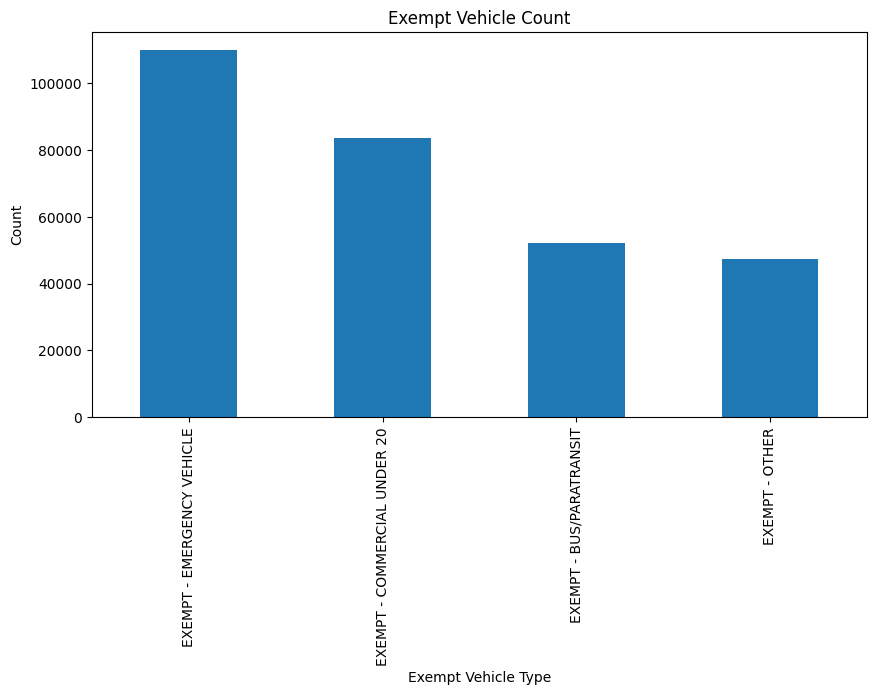 Exempt Vehicle Count
Count
100000
80000
60000
40000
20000
0
EXEMPT - EMERGENCY VEHICLE
EXEMPT - COMMERCIAL UNDER 20
EXEMPT - BUS/PARATRANSIT
EXEMPT - OTHER
Exempt Vehicle Type